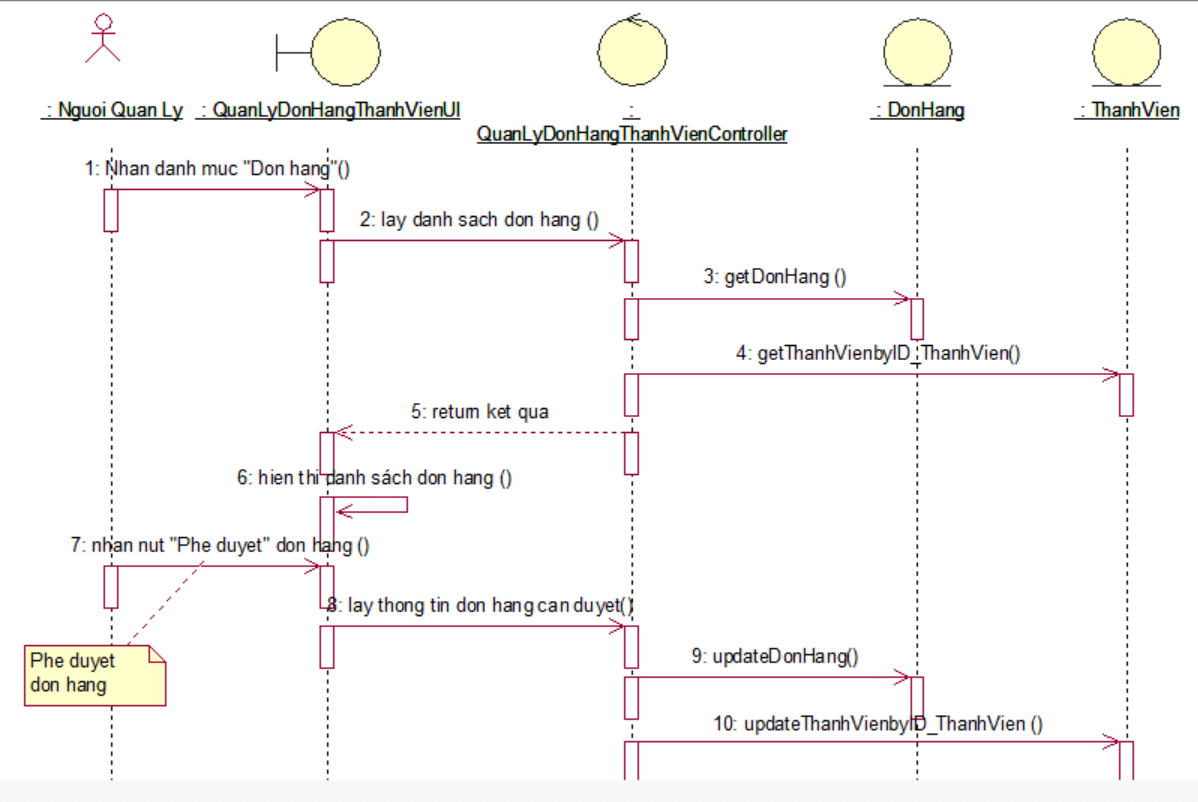 : Nguoi Quan Ly
: QuanLyDonHangThanhVienUI
:
QuanLyDonHangThanhVienController
: DonHang
: ThanhVien
1: Nhan danh muc "Don hang"()
2: lay danh sach don hang ()
3: getDonHang ()
4: getThanhVienbyID_ThanhVien()
5: return ket qua
6: hien thi danh sách don hang ()
7: nhan nut "Phe duyet" don hang ()
8: lay thong tin don hang can duyet()
Phe duyet
don hang
9: updateDonHang()
10: updateThanhVienbyID_ThanhVien ()